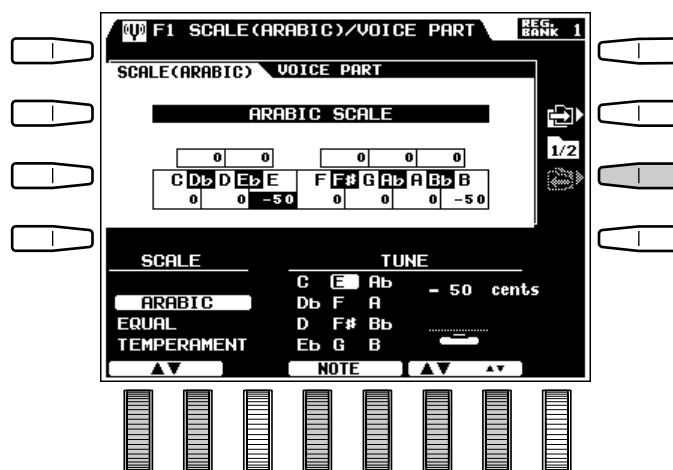 F1 SCALE(ARABIC)/VOICE PART REG. BANK 1
SCALE(ARABIC) VOICE PART
ARABIC SCALE
1/2
0 0 0 0 0
C Db D Eb E F F# G Ab A Bb B
0 0 -50 0 0 0 -50
SCALE TUNE
C E Ab - 50 cents
ARABIC Db F A
EQUAL D F# Bb
TEMPERAMENT Eb G B
▲▼ NOTE ▲▼ ▲▼